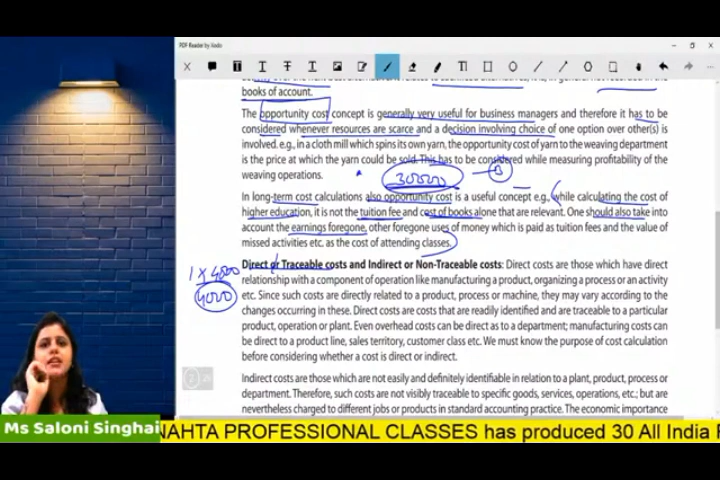 PDF Reader by Xodo
books of account.
The opportunity cost concept is generally very useful for business managers and therefore it has to be
considered whenever resources are scarce and a decision involving choice of one option over other(s) is
involved. e.g., in a cloth mill which spins its own yarn, the opportunity cost of yarn to the weaving department
is the price at which the yarn could be sold. This has to be considered while measuring profitability of the
weaving operations.
30000
In long-term cost calculations also opportunity cost is a useful concept e.g., while calculating the cost of
higher education, it is not the tuition fee and cost of books alone that are relevant. One should also take into
account the earnings foregone, other foregone uses of money which is paid as tuition fees and the value of
missed activities etc. as the cost of attending classes.
Direct or Traceable costs and Indirect or Non-Traceable costs: Direct costs are those which have direct
1 x 4000
relationship with a component of operation like manufacturing a product, organizing a process or an activity
4000
etc. Since such costs are directly related to a product, process or machine, they may vary according to the
changes occurring in these. Direct costs are costs that are readily identified and are traceable to a particular
product, operation or plant. Even overhead costs can be direct as to a department; manufacturing costs can
be direct to a product line, sales territory, customer class etc. We must know the purpose of cost calculation
before considering whether a cost is direct or indirect.
Indirect costs are those which are not easily and definitely identifiable in relation to a plant, product, process or
department. Therefore, such costs are not visibly traceable to specific goods, services, operations, etc.; but are
nevertheless charged to different jobs or products in standard accounting practice. The economic importance
Ms Saloni Singhai
NAHTA PROFESSIONAL CLASSES has produced 30 All India